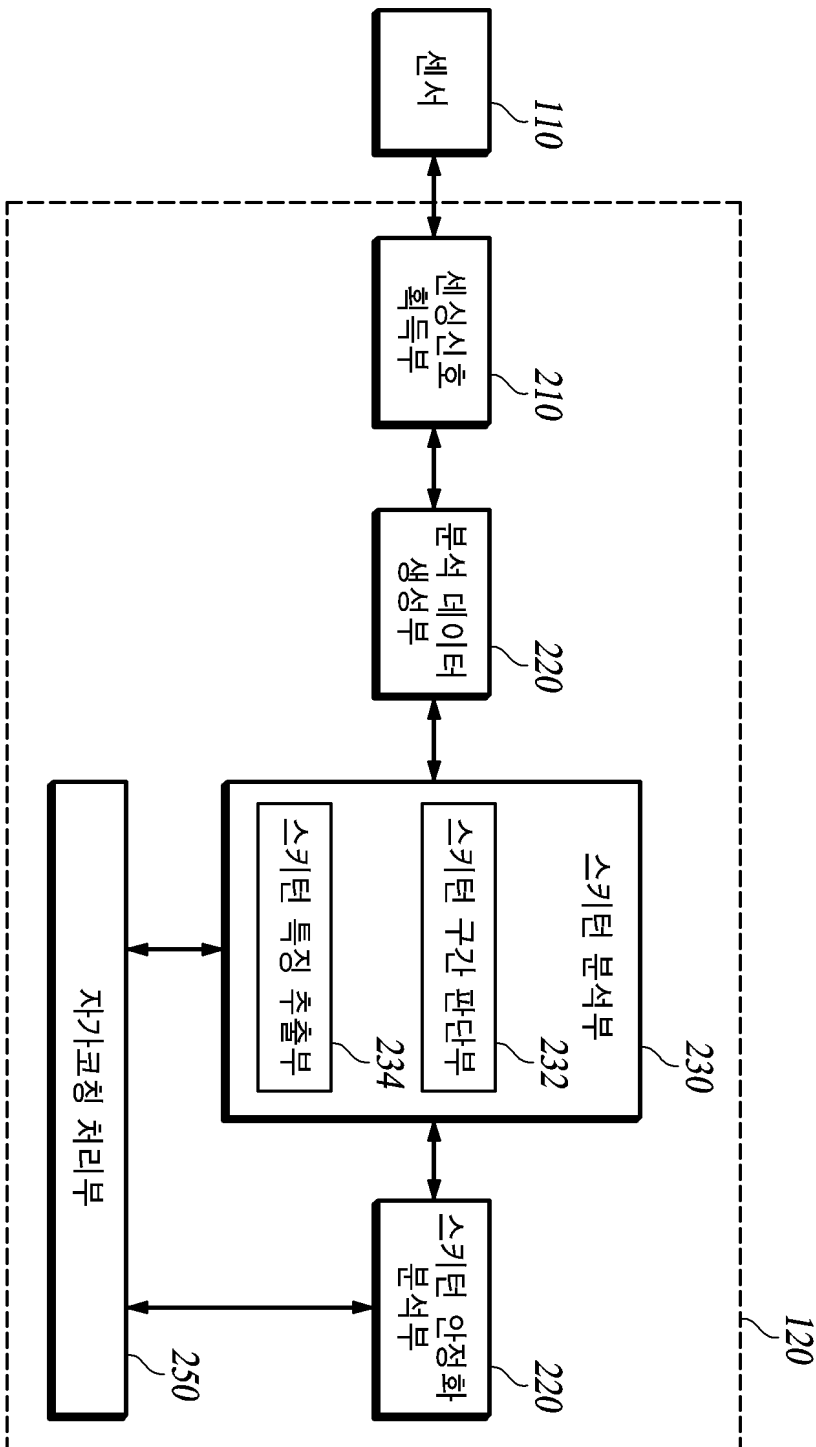 120
센서
110
센싱신호
획득부
210
분석 데이터
생성부
220
스키턴 분석부
230
스키턴 구간 판단부
232
스키턴 특징 추출부
234
스키턴 안정화
분석부
220
자가코칭 처리부
250